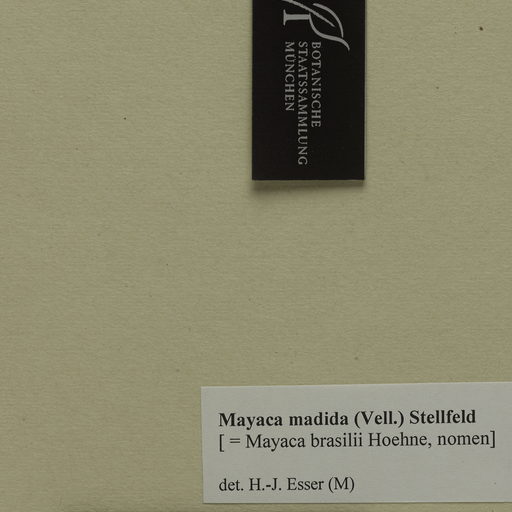 BOTANISCHE
STAATSSAMMLUNG
MÜNCHEN
Mayaca madida (Vell.) Stellfeld
[ = Mayaca brasilii Hoehne, nomen]
det. H.-J. Esser (M)